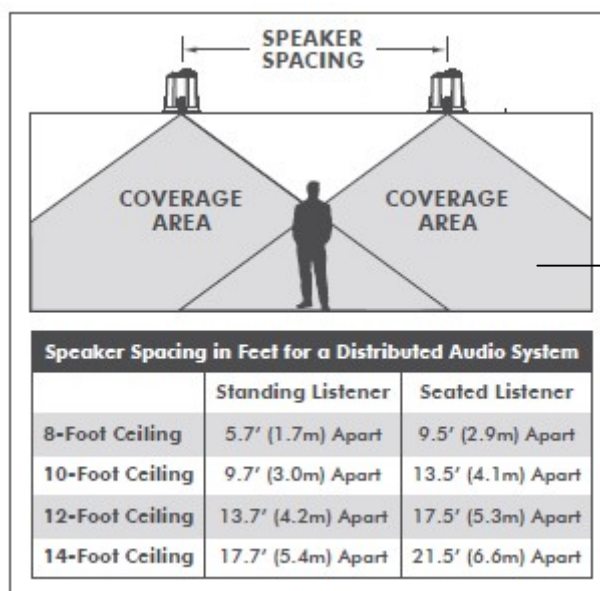 SPEAKER
SPACING
COVERAGE
AREA
COVERAGE
AREA
Speaker Spacing in Feet for a Distributed Audio System
Standing Listener Seated Listener
8-Foot Ceiling 5.7' (1.7m) Apart 9.5' (2.9m) Apart
10-Foot Ceiling 9.7' (3.0m) Apart 13.5' (4.1m) Apart
12-Foot Ceiling 13.7' (4.2m) Apart 17.5' (5.3m) Apart
14-Foot Ceiling 17.7' (5.4m) Apart 21.5' (6.6m) Apart